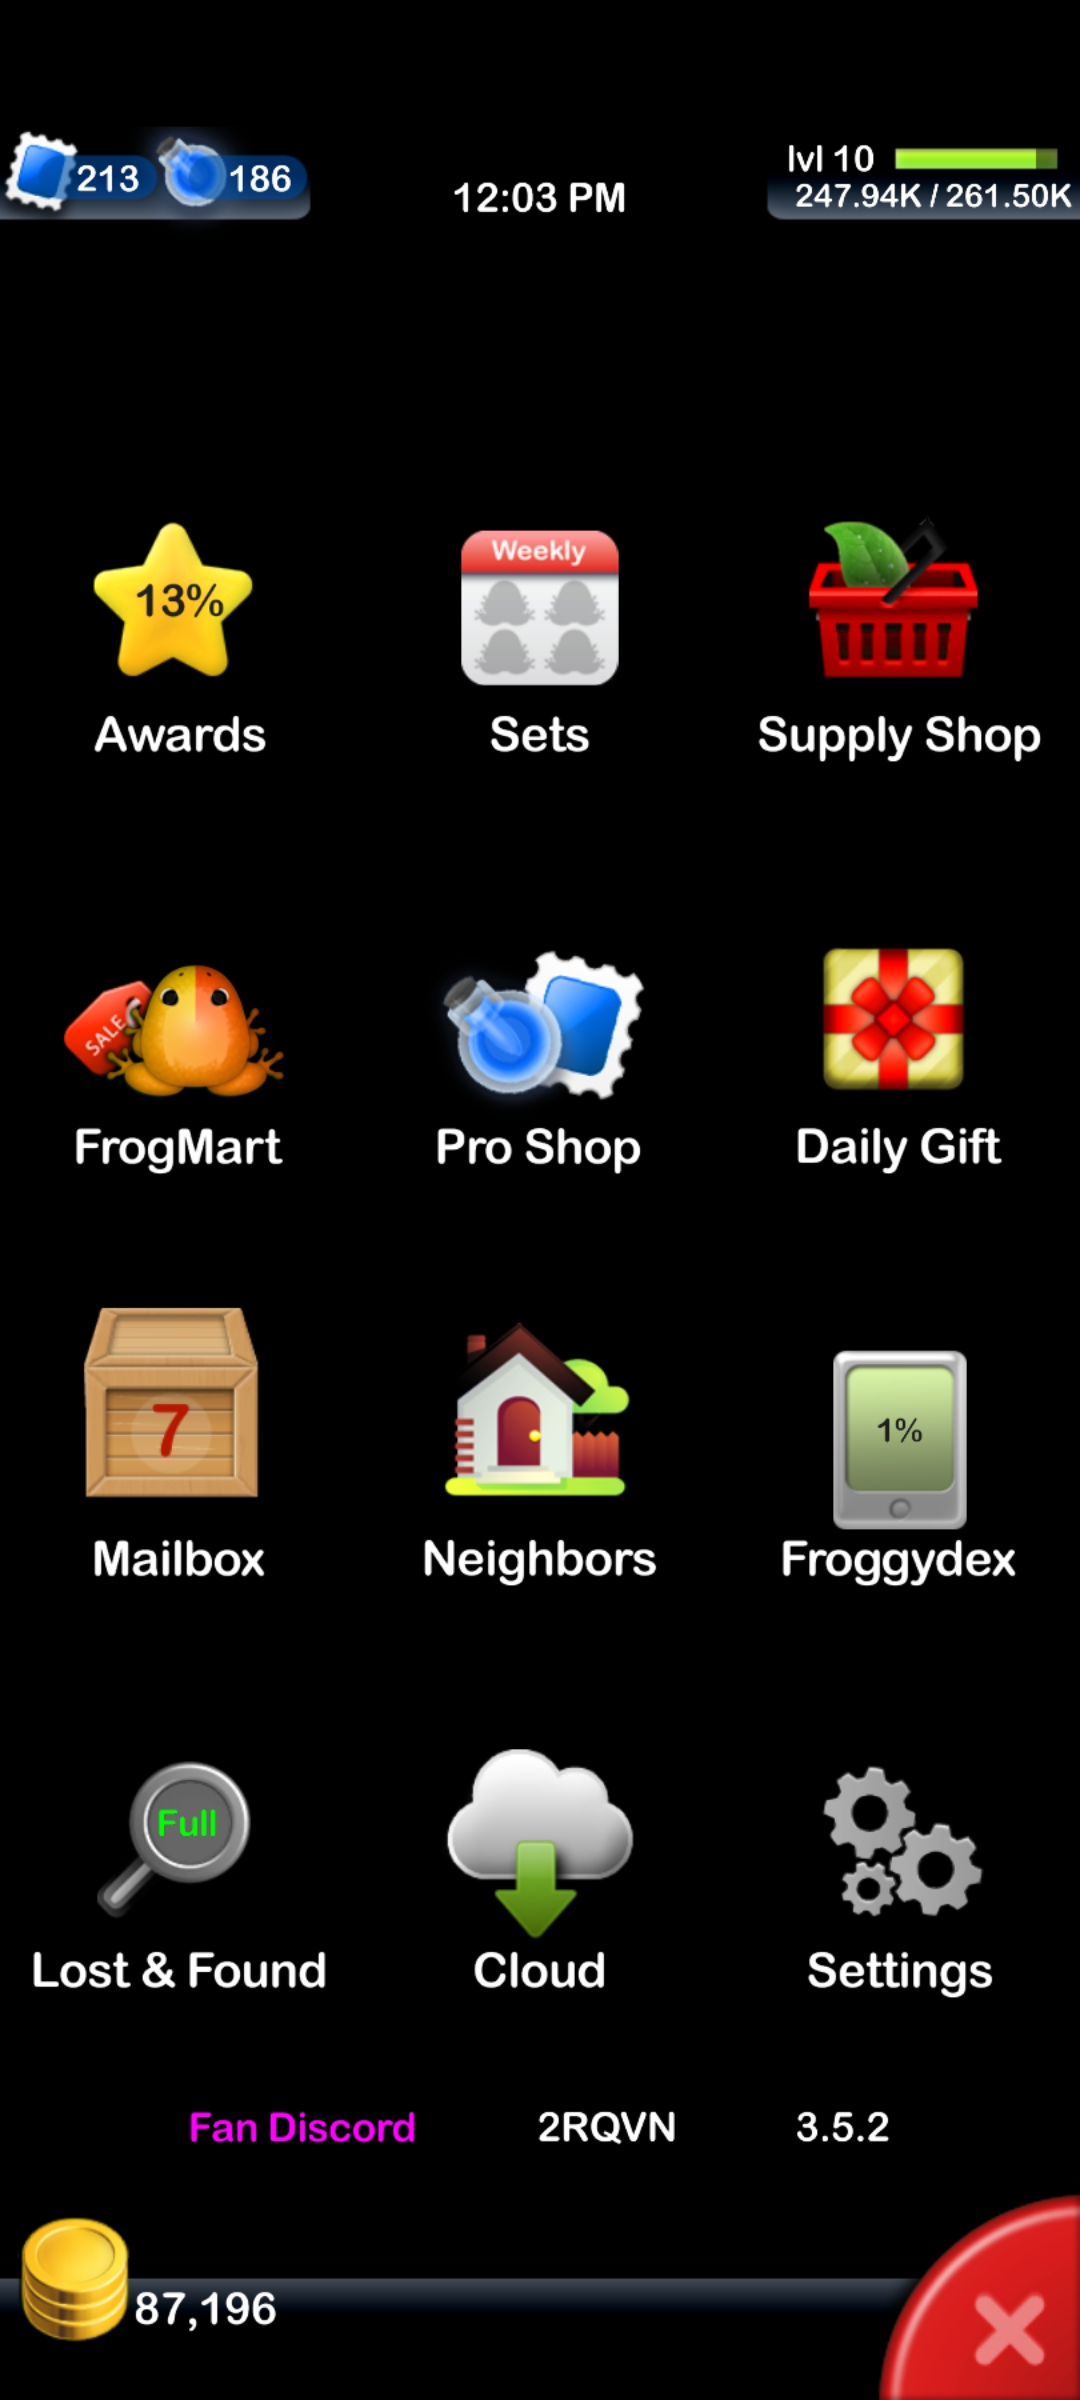 213 186
12:03 PM
lvl 10
247.94K / 261.50K
13%
Weekly
Awards
Sets
Supply Shop
SALE
FrogMart
Pro Shop
Daily Gift
7
1%
Mailbox
Neighbors
Froggydex
Full
Lost & Found
Cloud
Settings
Fan Discord
2RQVN
3.5.2
87,196